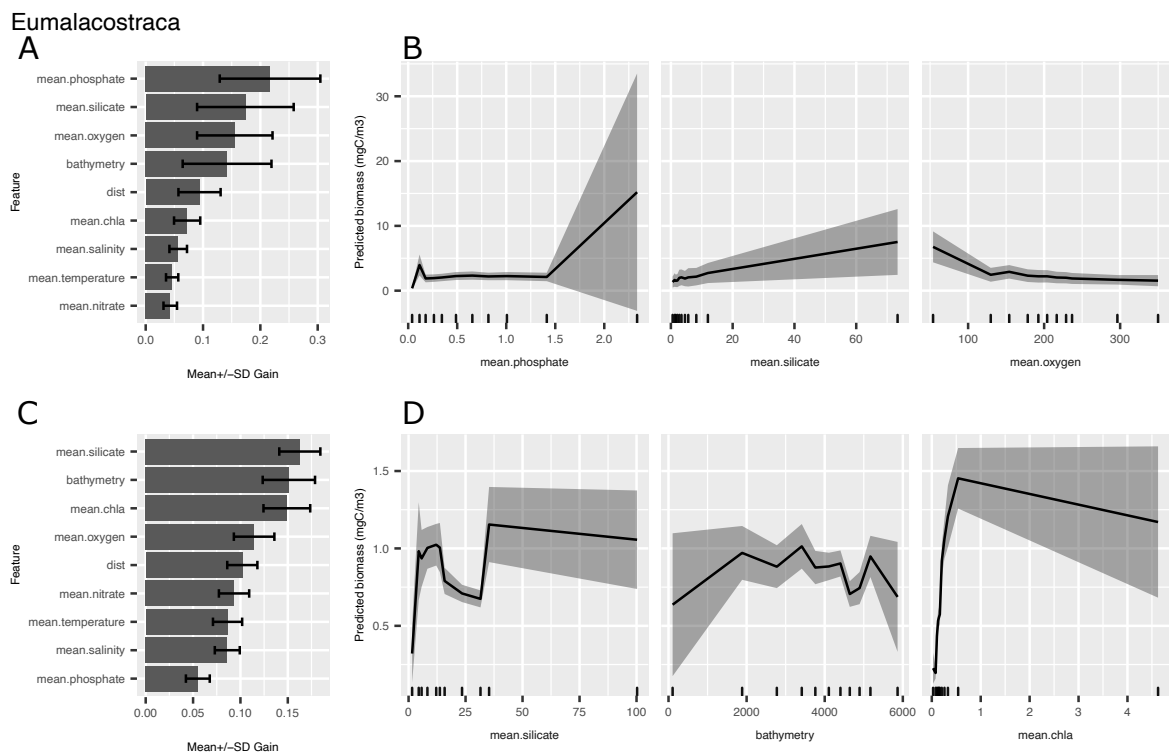 Eumalacostraca
A
B
Feature
mean.phosphate
mean.silicate
mean.oxygen
bathymetry
dist
mean.chla
mean.salinity
mean.temperature
mean.nitrate
0.0 0.1 0.2 0.3
Mean+/−SD Gain
Predicted biomass (mgC/m3)
30
20
10
0
0.0 0.5 1.0 1.5 2.0
mean.phosphate
0 20 40 60
mean.silicate
100 200 300
mean.oxygen
C
D
Feature
mean.silicate
bathymetry
mean.chla
mean.oxygen
dist
mean.nitrate
mean.temperature
mean.salinity
mean.phosphate
0.00 0.05 0.10 0.15
Mean+/−SD Gain
Predicted biomass (mgC/m3)
1.5
1.0
0.5
0 25 50 75 100
mean.silicate
0 2000 4000 6000
bathymetry
0 1 2 3 4
mean.chla